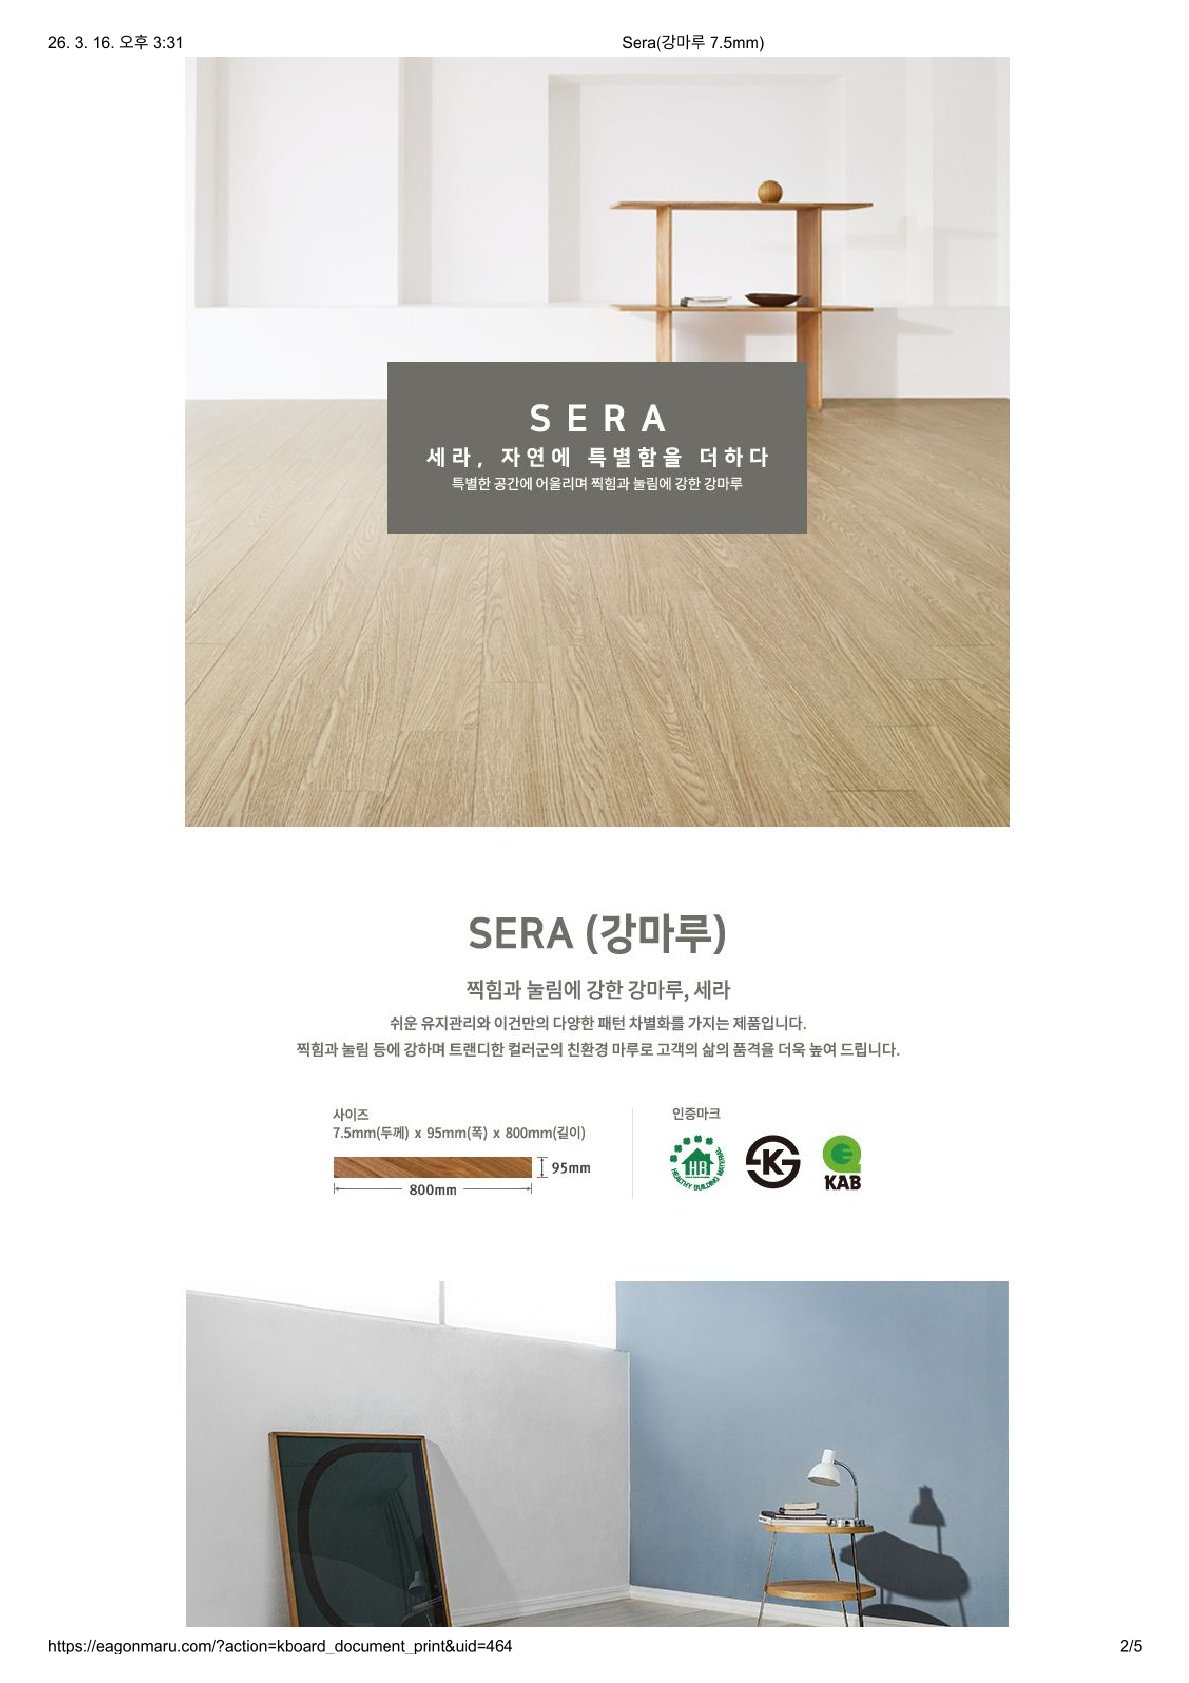 26. 3. 16. 오후 3:31
Sera(강마루 7.5mm)
SERA
세라, 자연에 특별함을 더하다
특별한 공간에 어울리며 찍힘과 눌림에 강한 강마루
SERA (강마루)
찍힘과 눌림에 강한 강마루, 세라
쉬운 유지관리와 이건만의 다양한 패턴 차별화를 가지는 제품입니다.
찍힘과 눌림 등에 강하며 트랜디한 컬러군의 친환경 마루로 고객의 삶의 품격을 더욱 높여 드립니다.
사이즈
7.5mm(두께) x 95mm(폭) x 800mm(길이)
95mm
800mm
인증마크
HB
HEALTHY BUILDING MATERIAL
KS
KAB
https://eagonmaru.com/?action=kboard_document_print&uid=464
2/5